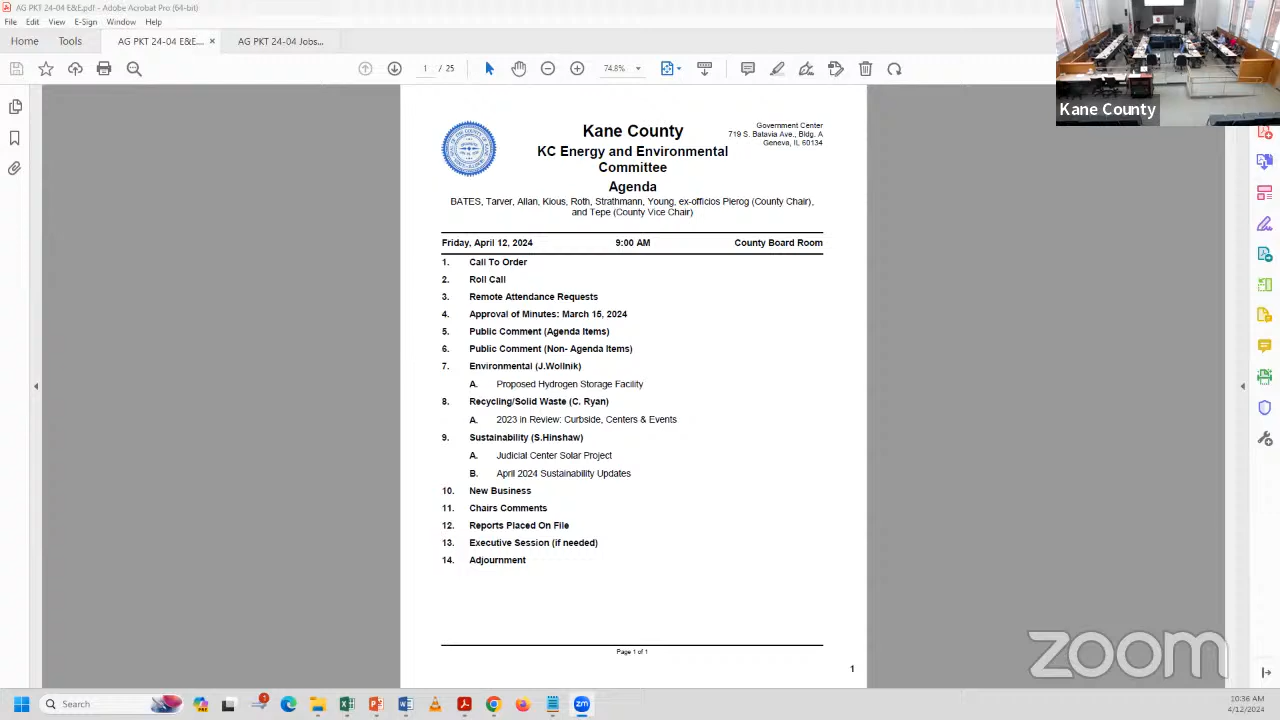 AG PKT 24-04 E&E.pdf - Adobe Acrobat Pro (64-bit)
File Edit View E-Sign Window Help
Home Tools AG PKT 24-04 E&E.... × AG PKT 24-04 Jobs...
74.8%
Kane County
Kane County
KC Energy and Environmental
Committee
Agenda
Government Center
719 S. Batavia Ave., Bldg. A
Geneva, IL 60134
BATES, Tarver, Allan, Kious, Roth, Strathmann, Young, ex-officios Pierog (County Chair),
and Tepe (County Vice Chair)
Friday, April 12, 2024 9:00 AM County Board Room
1. Call To Order
2. Roll Call
3. Remote Attendance Requests
4. Approval of Minutes: March 15, 2024
5. Public Comment (Agenda Items)
6. Public Comment (Non- Agenda Items)
7. Environmental (J.Wollnik)
A. Proposed Hydrogen Storage Facility
8. Recycling/Solid Waste (C. Ryan)
A. 2023 in Review: Curbside, Centers & Events
9. Sustainability (S.Hinshaw)
A. Judicial Center Solar Project
B. April 2024 Sustainability Updates
10. New Business
11. Chairs Comments
12. Reports Placed On File
13. Executive Session (if needed)
14. Adjournment
Page 1 of 1
1
zoom
Search
zm
10:36 AM
4/12/2024